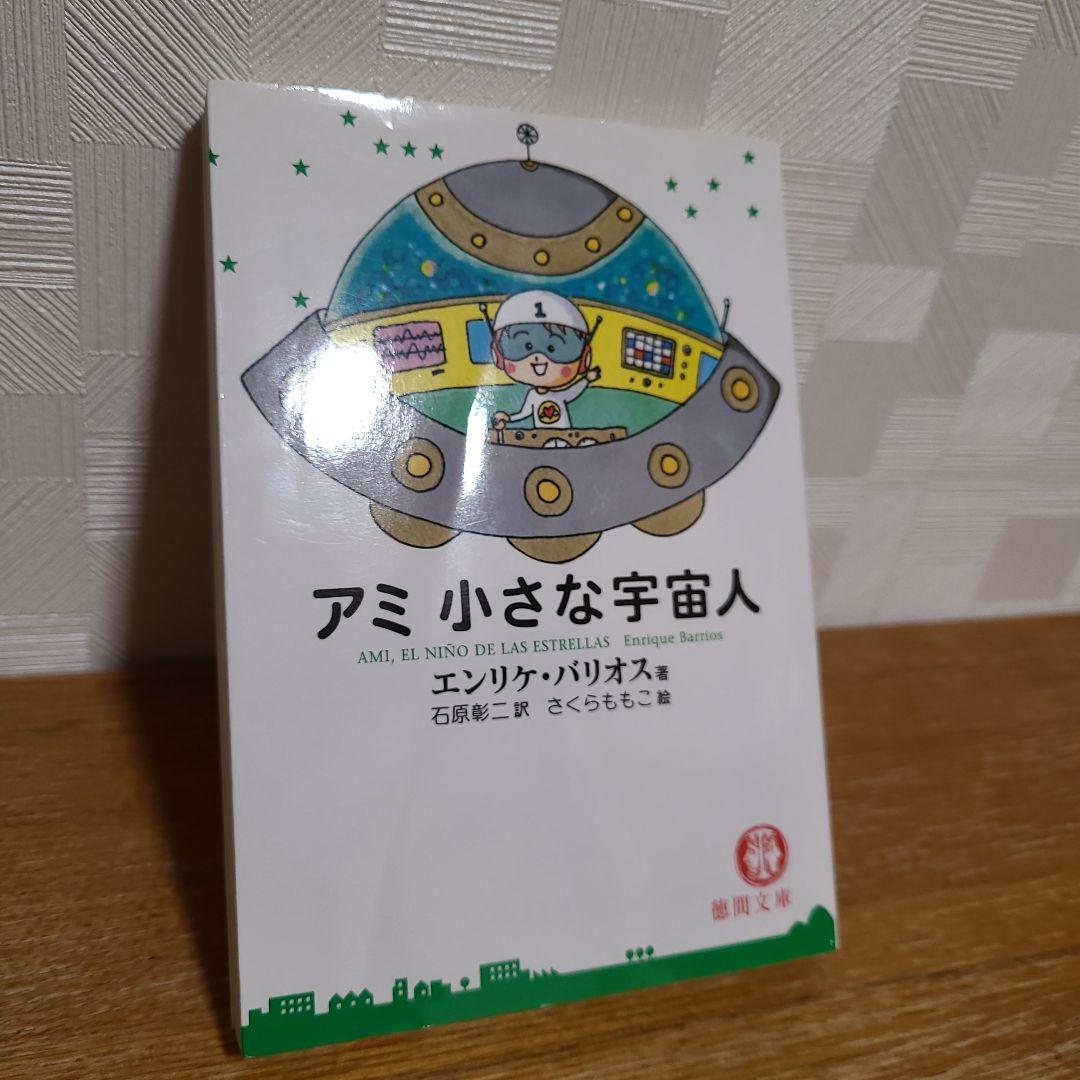 1
アミ 小さな宇宙人
AMI, EL NIÑO DE LAS ESTRELLAS Enrique Barrios
エンリケ・バリオス著
石原彰二訳 さくらももこ絵
徳間文庫